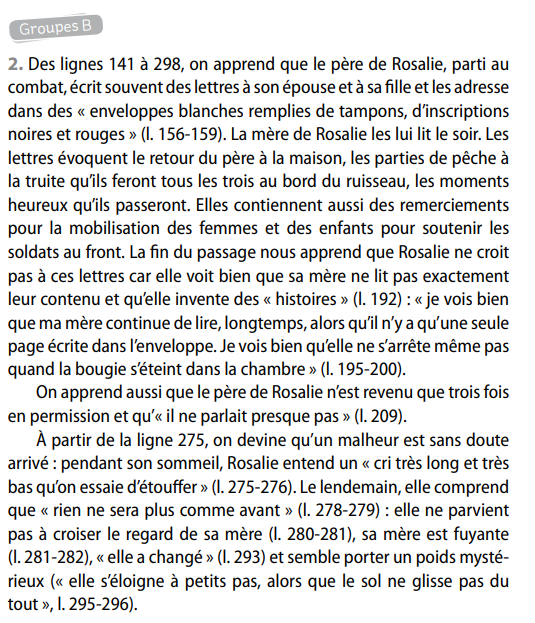 Groupes B
2. Des lignes 141 à 298, on apprend que le père de Rosalie, parti au
combat, écrit souvent des lettres à son épouse et à sa fille et les adresse
dans des « enveloppes blanches remplies de tampons, d’inscriptions
noires et rouges » (l. 156-159). La mère de Rosalie les lui lit le soir. Les
lettres évoquent le retour du père à la maison, les parties de pêche à
la truite qu’ils feront tous les trois au bord du ruisseau, les moments
heureux qu’ils passeront. Elles contiennent aussi des remerciements
pour la mobilisation des femmes et des enfants pour soutenir les
soldats au front. La fin du passage nous apprend que Rosalie ne croit
pas à ces lettres car elle voit bien que sa mère ne lit pas exactement
leur contenu et qu’elle invente des « histoires » (l. 192) : « je vois bien
que ma mère continue de lire, longtemps, alors qu’il n’y a qu’une seule
page écrite dans l’enveloppe. Je vois bien qu’elle ne s’arrête même pas
quand la bougie s’éteint dans la chambre » (l. 195-200).
On apprend aussi que le père de Rosalie n’est revenu que trois fois
en permission et qu’« il ne parlait presque pas » (l. 209).
À partir de la ligne 275, on devine qu’un malheur est sans doute
arrivé : pendant son sommeil, Rosalie entend un « cri très long et très
bas qu’on essaie d’étouffer » (l. 275-276). Le lendemain, elle comprend
que « rien ne sera plus comme avant » (l. 278-279) : elle ne parvient
pas à croiser le regard de sa mère (l. 280-281), sa mère est fuyante
(l. 281-282), « elle a changé » (l. 293) et semble porter un poids mysté-
rieux (« elle s’éloigne à petits pas, alors que le sol ne glisse pas du
tout », l. 295-296).